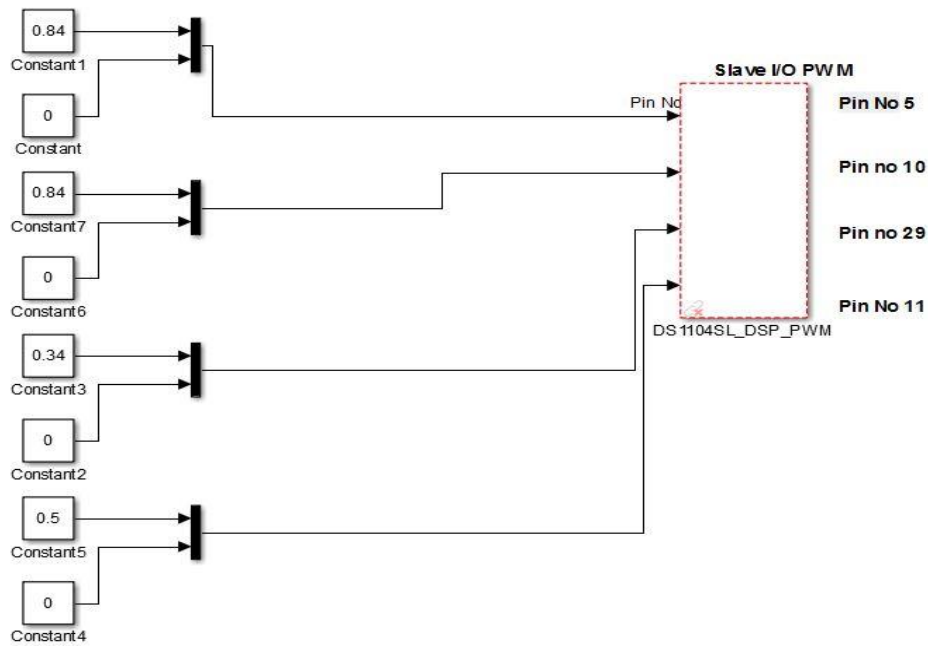 0.84
Constant1
0
Constant
0.84
Constant7
0
Constant6
0.34
Constant3
0
Constant2
0.5
Constant5
0
Constant4
Slave I/O PWM
Pin No
Pin No 5
Pin no 10
Pin no 29
Pin No 11
DS1104SL_DSP_PWM